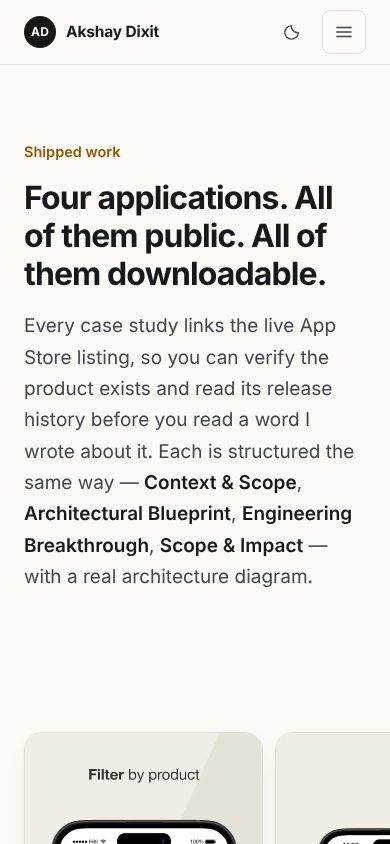 AD Akshay Dixit
Shipped work
Four applications. All
of them public. All of
them downloadable.
Every case study links the live App
Store listing, so you can verify the
product exists and read its release
history before you read a word I
wrote about it. Each is structured the
same way — Context & Scope,
Architectural Blueprint, Engineering
Breakthrough, Scope & Impact —
with a real architecture diagram.
Filter by product
100%